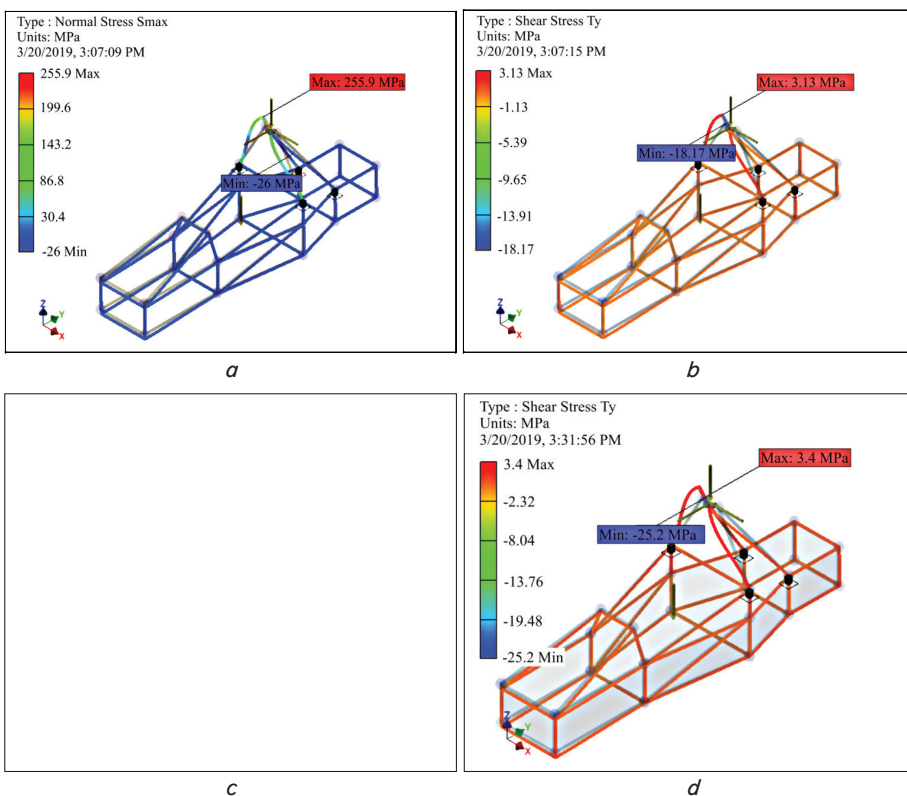 Type : Normal Stress Smax
Units: MPa
3/20/2019, 3:07:09 PM
255.9 Max
199.6
143.2
86.8
30.4
-26 Min
Max: 255.9 MPa
Min: -26 MPa
Z
Y
X
a
Type : Shear Stress Ty
Units: MPa
3/20/2019, 3:07:15 PM
3.13 Max
-1.13
-5.39
-9.65
-13.91
-18.17
Max: 3.13 MPa
Min: -18.17 MPa
Z
Y
X
b
c
Type : Shear Stress Ty
Units: MPa
3/20/2019, 3:31:56 PM
3.4 Max
-2.32
-8.04
-13.76
-19.48
-25.2 Min
Max: 3.4 MPa
Min: -25.2 MPa
Z
Y
X
d